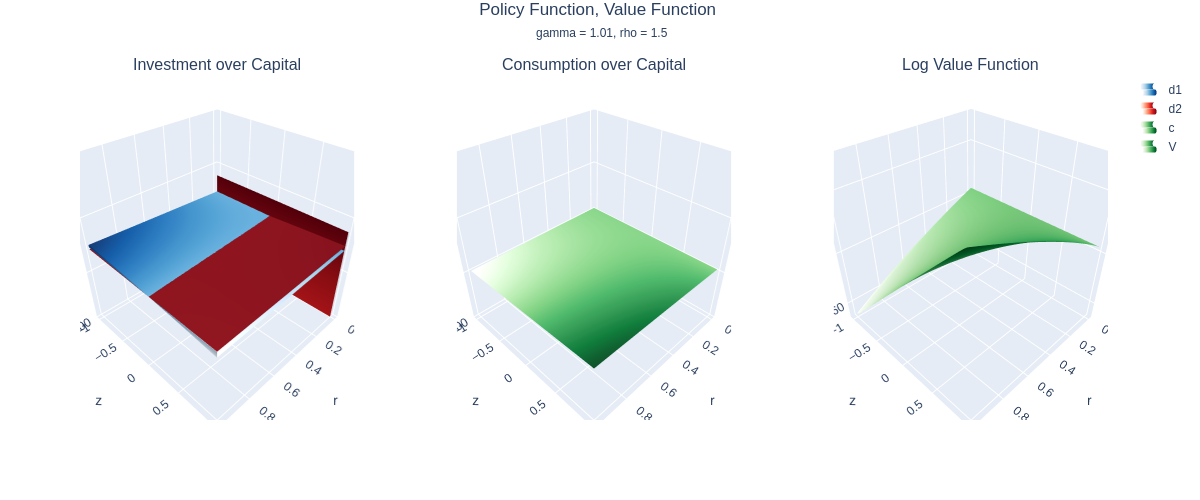 Policy Function, Value Function
gamma = 1.01, rho = 1.5
Investment over Capital
Consumption over Capital
Log Value Function
d1
d2
c
V
−0.5
0
0.5
z
0
0.2
0.4
0.6
0.8
r
−0.5
0
0.5
z
0
0.2
0.4
0.6
0.8
r
−1
−0.5
0
0.5
z
0
0.2
0.4
0.6
0.8
r